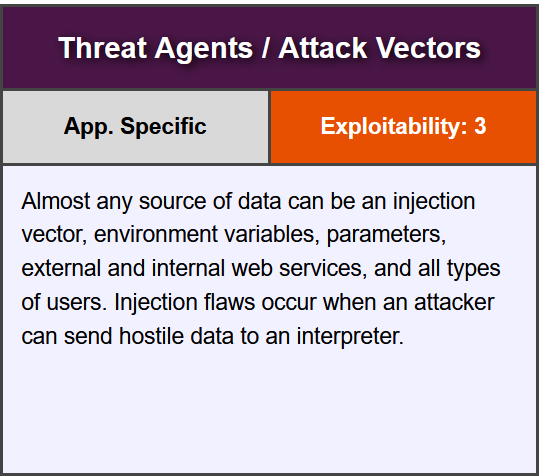 Threat Agents / Attack Vectors
App. Specific
Exploitability: 3
Almost any source of data can be an injection
vector, environment variables, parameters,
external and internal web services, and all types
of users. Injection flaws occur when an attacker
can send hostile data to an interpreter.